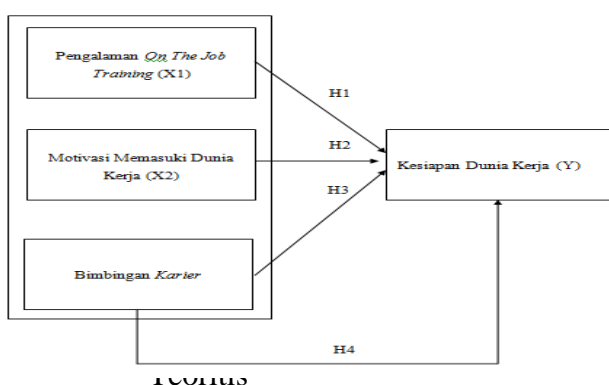 Pengalaman On The Job
Training (X1)
H1
Motivasi Memasuki Dunia
Kerja (X2)
H2
Kesiapan Dunia Kerja (Y)
H3
Bimbingan Karier
H4